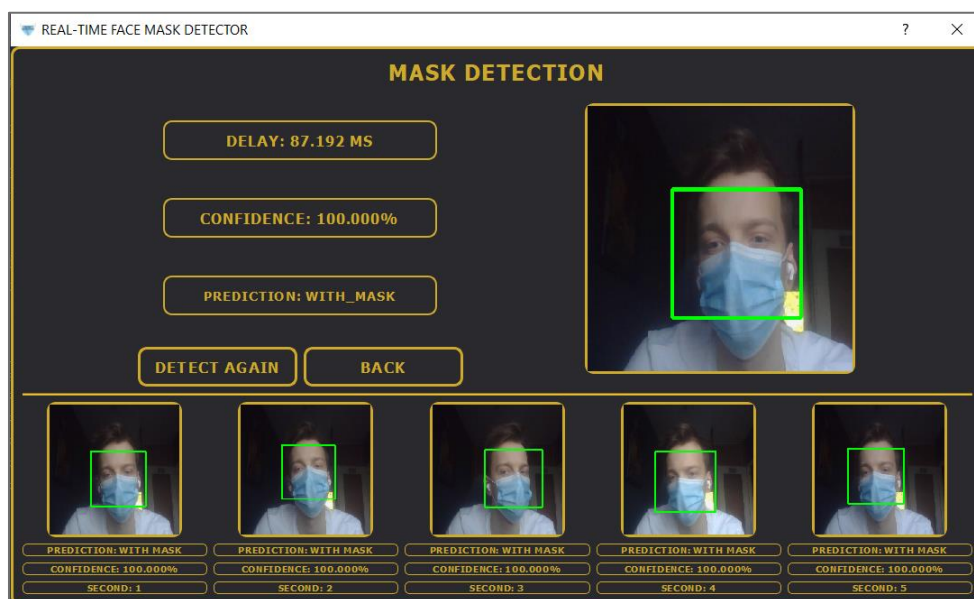 REAL-TIME FACE MASK DETECTOR
MASK DETECTION
DELAY: 87.192 MS
CONFIDENCE: 100.000%
PREDICTION: WITH_MASK
DETECT AGAIN BACK
PREDICTION: WITH MASK PREDICTION: WITH MASK PREDICTION: WITH MASK PREDICTION: WITH MASK PREDICTION: WITH MASK
CONFIDENCE: 100.000% CONFIDENCE: 100.000% CONFIDENCE: 100.000% CONFIDENCE: 100.000% CONFIDENCE: 100.000%
SECOND: 1 SECOND: 2 SECOND: 3 SECOND: 4 SECOND: 5